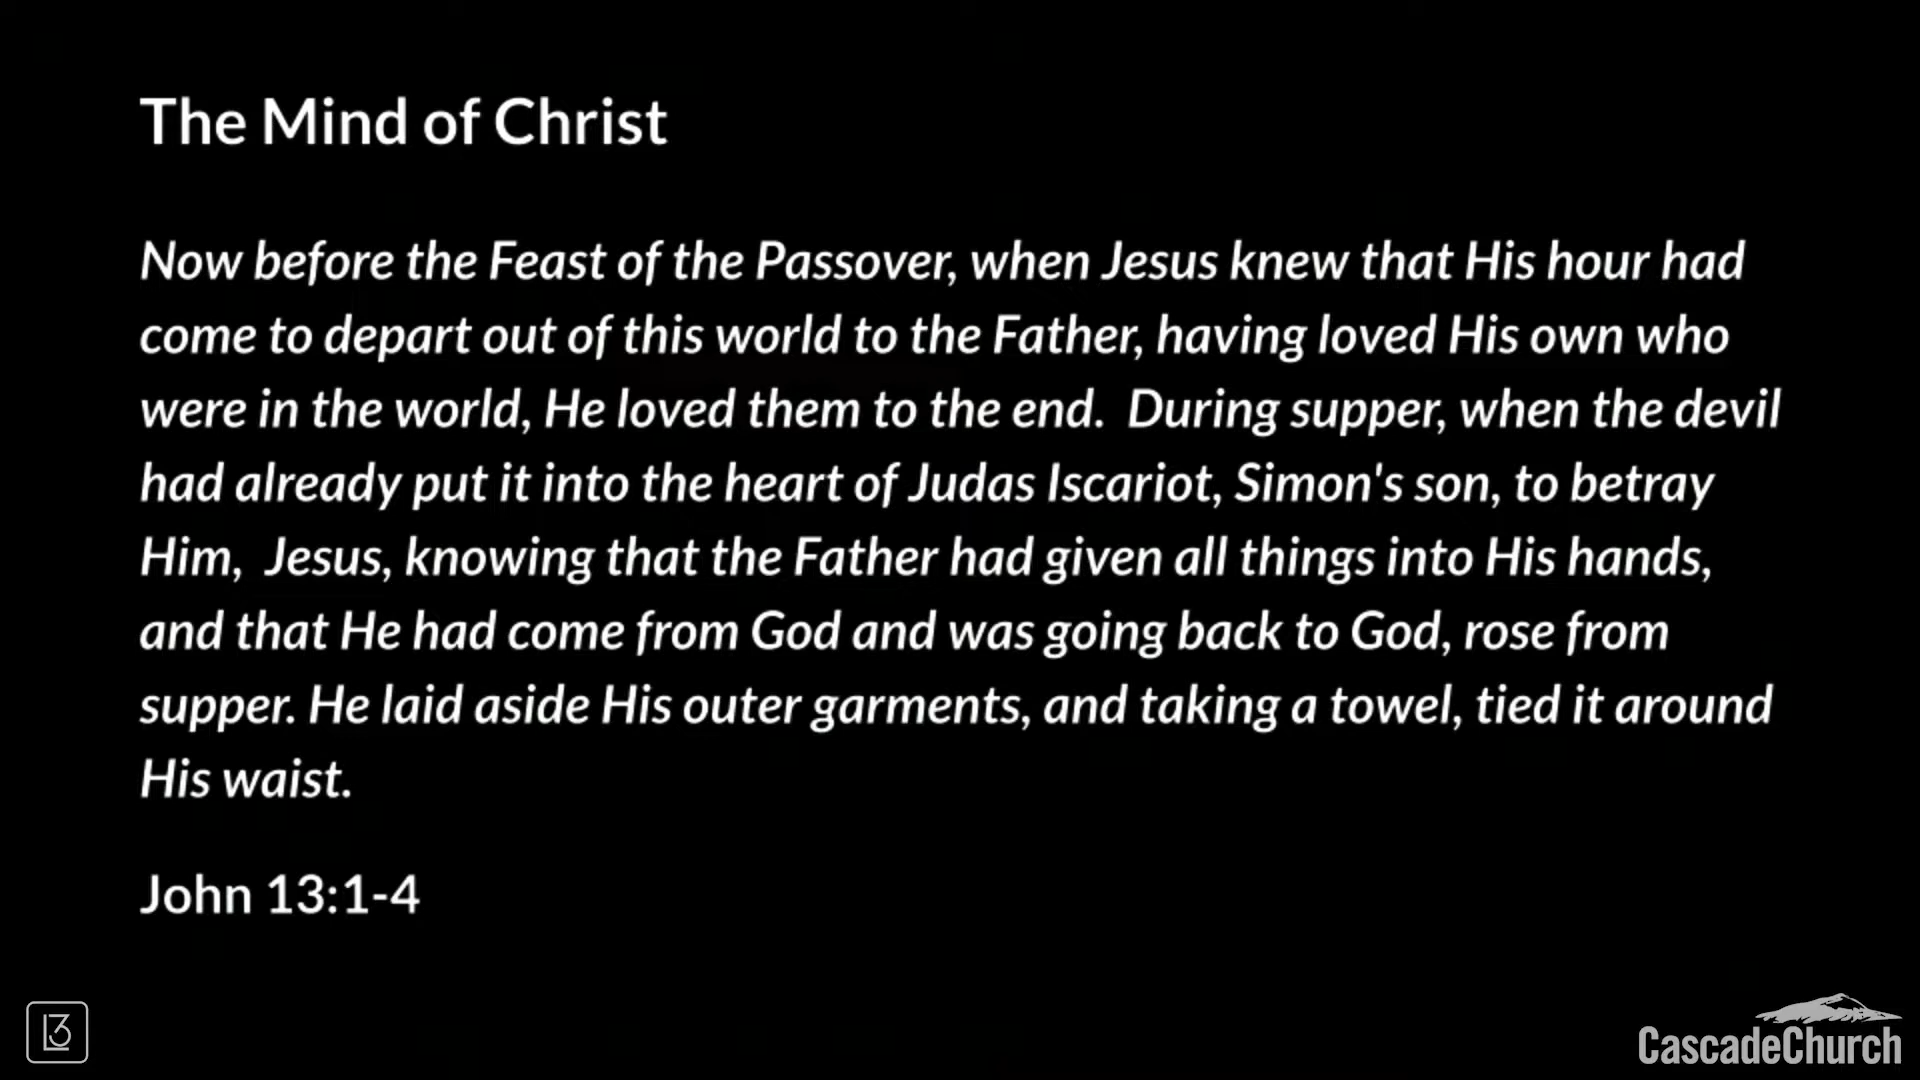 The Mind of Christ
Now before the Feast of the Passover, when Jesus knew that His hour had
come to depart out of this world to the Father, having loved His own who
were in the world, He loved them to the end.  During supper, when the devil
had already put it into the heart of Judas Iscariot, Simon's son, to betray
Him,  Jesus, knowing that the Father had given all things into His hands,
and that He had come from God and was going back to God, rose from
supper. He laid aside His outer garments, and taking a towel, tied it around
His waist.
John 13:1-4
L3
CascadeChurch